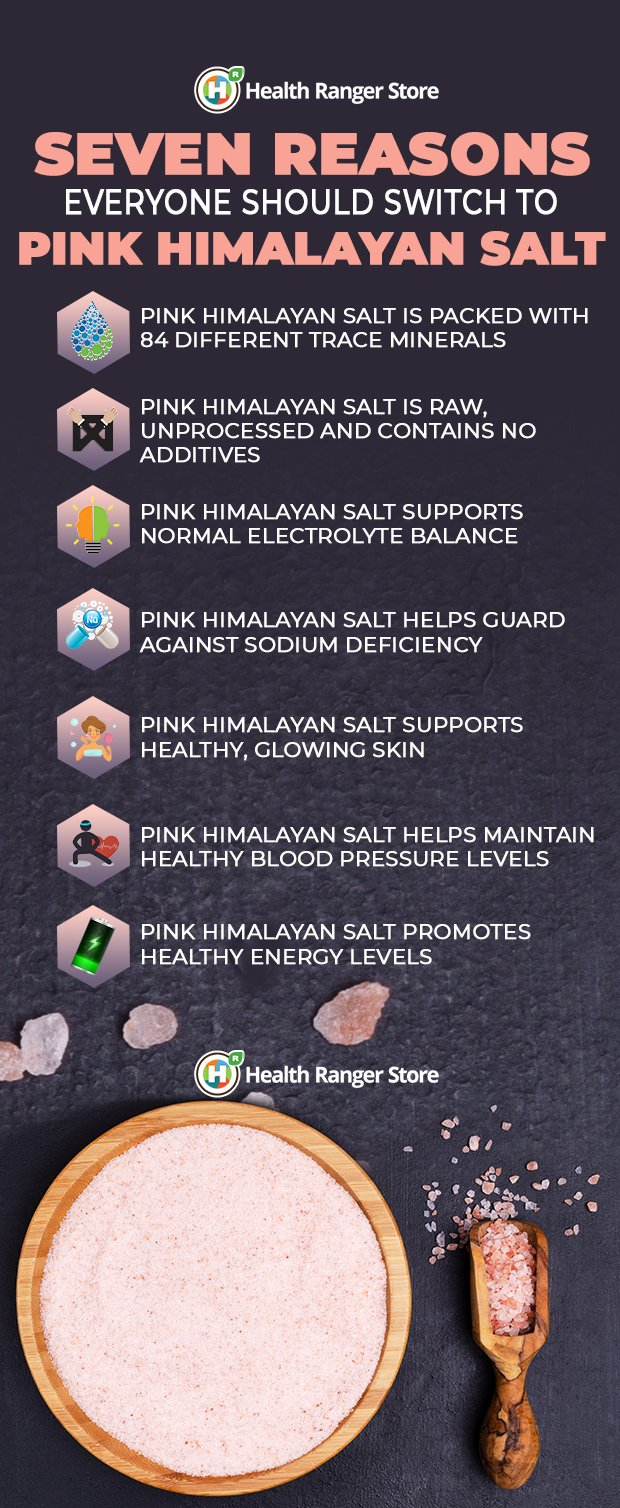 H R Health Ranger Store
SEVEN REASONS
EVERYONE SHOULD SWITCH TO
PINK HIMALAYAN SALT
PINK HIMALAYAN SALT IS PACKED WITH
84 DIFFERENT TRACE MINERALS
PINK HIMALAYAN SALT IS RAW,
UNPROCESSED AND CONTAINS NO
ADDITIVES
PINK HIMALAYAN SALT SUPPORTS
NORMAL ELECTROLYTE BALANCE
Na
PINK HIMALAYAN SALT HELPS GUARD
AGAINST SODIUM DEFICIENCY
PINK HIMALAYAN SALT SUPPORTS
HEALTHY, GLOWING SKIN
PINK HIMALAYAN SALT HELPS MAINTAIN
HEALTHY BLOOD PRESSURE LEVELS
PINK HIMALAYAN SALT PROMOTES
HEALTHY ENERGY LEVELS
H R Health Ranger Store